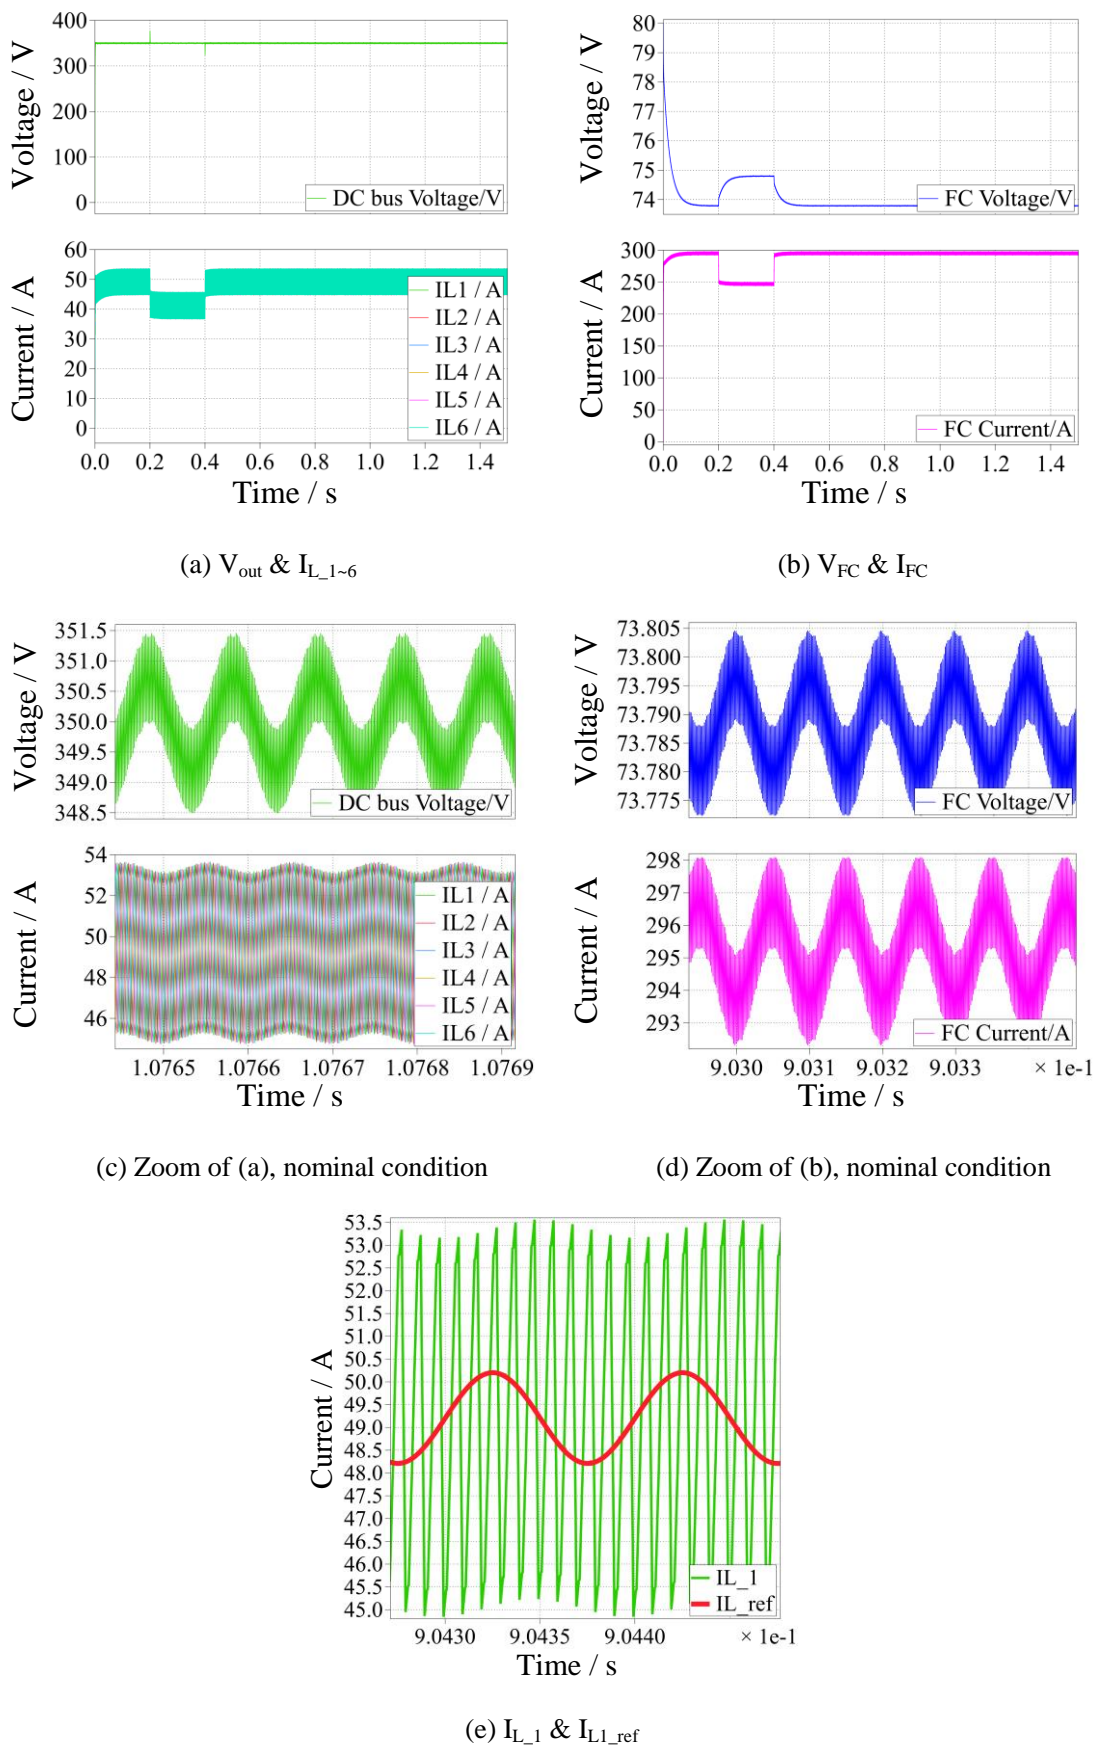 Voltage / V
400
300
200
100
0
DC bus Voltage/V
Current / A
60
50
40
30
20
10
0
IL1 / A
IL2 / A
IL3 / A
IL4 / A
IL5 / A
IL6 / A
0.0 0.2 0.4 0.6 0.8 1.0 1.2 1.4
Time / s
(a) Vout & IL_1~6
Voltage / V
80
79
78
77
76
75
74
FC Voltage/V
Current / A
300
250
200
150
100
50
0
FC Current/A
0.0 0.2 0.4 0.6 0.8 1.0 1.2 1.4
Time / s
(b) VFC & IFC
Voltage / V
351.5
351.0
350.5
350.0
349.5
349.0
348.5
DC bus Voltage/V
Current / A
54
52
50
48
46
IL1 / A
IL2 / A
IL3 / A
IL4 / A
IL5 / A
IL6 / A
1.0765 1.0766 1.0767 1.0768 1.0769
Time / s
(c) Zoom of (a), nominal condition
Voltage / V
73.805
73.800
73.795
73.790
73.785
73.780
73.775
FC Voltage/V
Current / A
298
297
296
295
294
293
FC Current/A
9.030 9.031 9.032 9.033 × 1e-1
Time / s
(d) Zoom of (b), nominal condition
Current / A
53.5
53.0
52.5
52.0
51.5
51.0
50.5
50.0
49.5
49.0
48.5
48.0
47.5
47.0
46.5
46.0
45.5
45.0
IL_1
IL_ref
9.0430 9.0435 9.0440 × 1e-1
Time / s
(e) IL_1 & IL1_ref